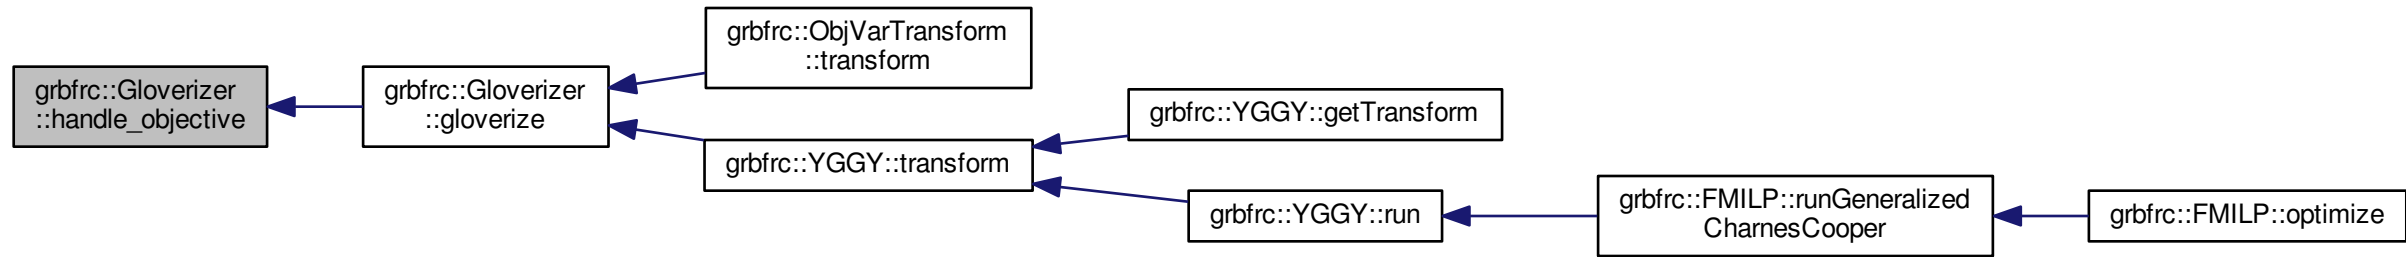 grbfrc::Gloverizer
::handle_objective
grbfrc::Gloverizer
::gloverize
grbfrc::ObjVarTransform
::transform
grbfrc::YGGY::transform
grbfrc::YGGY::getTransform
grbfrc::YGGY::run
grbfrc::FMILP::runGeneralized
CharnesCooper
grbfrc::FMILP::optimize